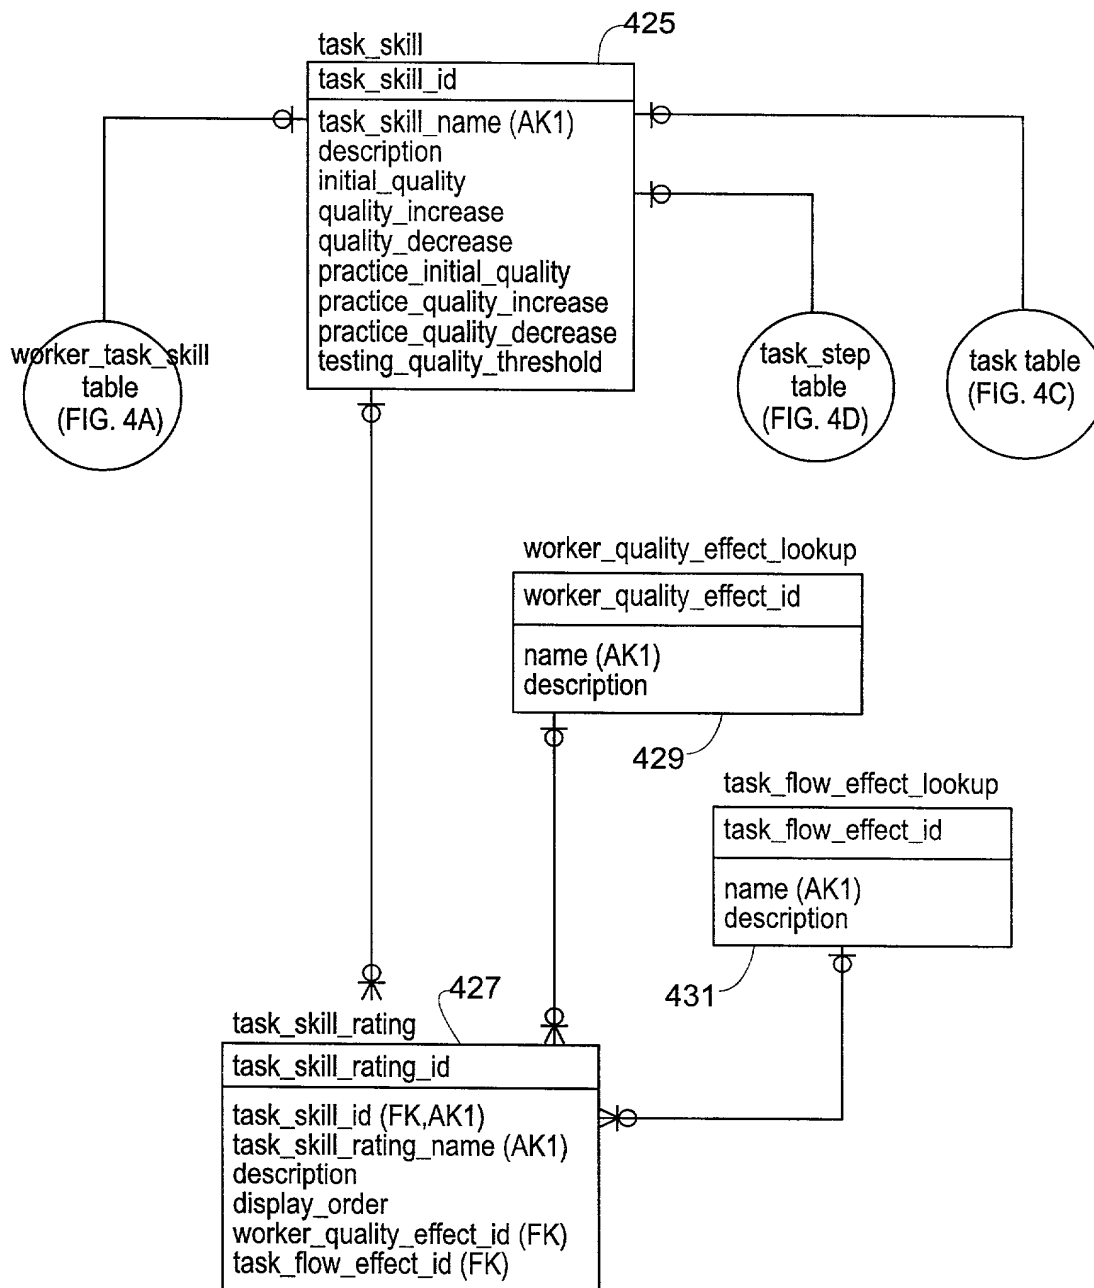 425
task_skill
task_skill_id
task_skill_name (AK1)
description
initial_quality
quality_increase
quality_decrease
practice_initial_quality
practice_quality_increase
practice_quality_decrease
testing_quality_threshold
worker_task_skill
table
(FIG. 4A)
task_step
table
(FIG. 4D)
task table
(FIG. 4C)
worker_quality_effect_lookup
worker_quality_effect_id
name (AK1)
description
429
task_flow_effect_lookup
task_flow_effect_id
name (AK1)
description
431
427
task_skill_rating
task_skill_rating_id
task_skill_id (FK,AK1)
task_skill_rating_name (AK1)
description
display_order
worker_quality_effect_id (FK)
task_flow_effect_id (FK)